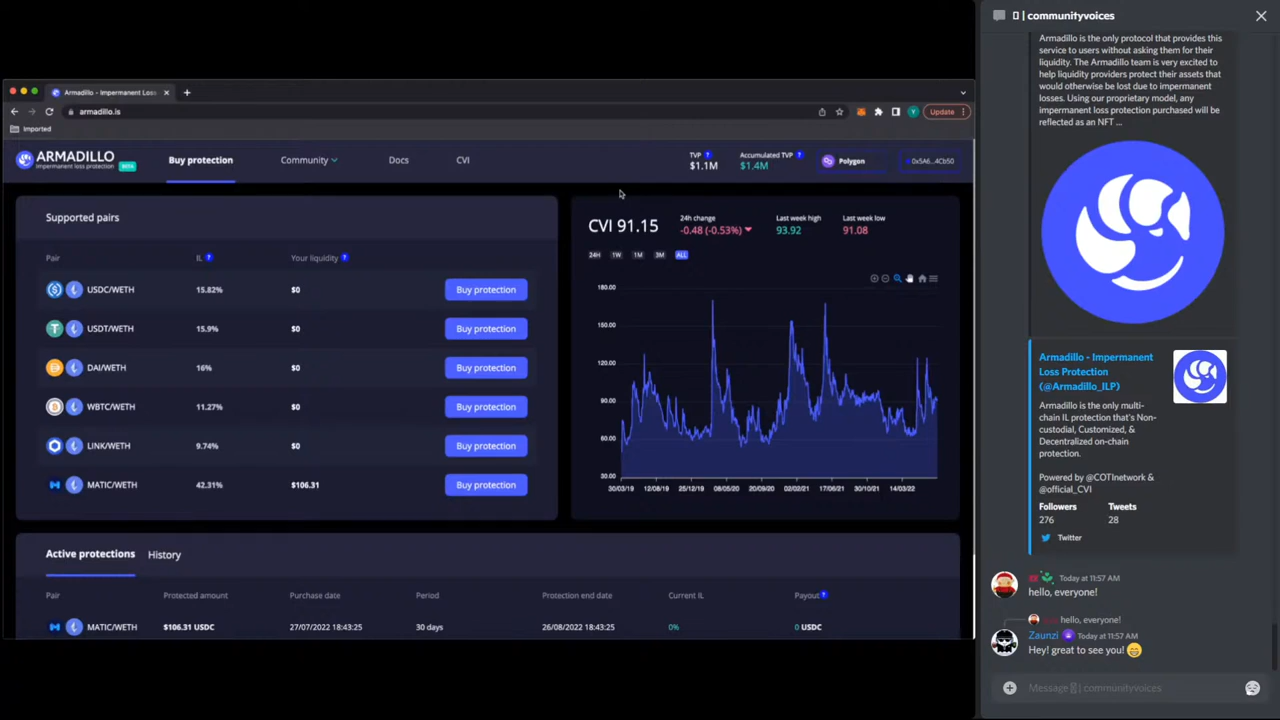 Armadillo - Impermanent Loss
armadillo.is
Update
Imported
ARMADILLO
Impermanent loss protection
BETA
Buy protection
Community
Docs
CVI
TVP ?
$1.1M
Accumulated TVP ?
$1.4M
Polygon
0x5A6...4Cb50
Supported pairs
Pair IL ? Your liquidity ?
USDC/WETH 15.82% $0 Buy protection
USDT/WETH 15.9% $0 Buy protection
DAI/WETH 16% $0 Buy protection
WBTC/WETH 11.27% $0 Buy protection
LINK/WETH 9.74% $0 Buy protection
MATIC/WETH 42.31% $106.31 Buy protection
CVI 91.15
24h change
-0.48 (-0.53%)
Last week high
93.92
Last week low
91.08
24H 1W 1M 3M ALL
180.00
150.00
120.00
90.00
60.00
30.00
30/03/19 12/08/19 25/12/19 08/05/20 20/09/20 02/02/21 17/06/21 30/10/21 14/03/22
Active protections History
Pair Protected amount Purchase date Period Protection end date Current IL Payout ?
MATIC/WETH $106.31 USDC 27/07/2022 18:43:25 30 days 26/08/2022 18:43:25 0% 0 USDC
| communityvoices
Armadillo is the only protocol that provides this
service to users without asking them for their
liquidity. The Armadillo team is very excited to
help liquidity providers protect their assets that
would otherwise be lost due to impermanent
losses. Using our proprietary model, any
impermanent loss protection purchased will be
reflected as an NFT ...
Armadillo - Impermanent
Loss Protection
(@Armadillo_ILP)
Armadillo is the only multi-
chain IL protection that's Non-
custodial, Customized, &
Decentralized on-chain
protection.
Powered by @COTInetwork &
@official_CVI
Followers Tweets
276 28
Twitter
Today at 11:57 AM
hello, everyone!
hello, everyone!
Zaunzi Today at 11:57 AM
Hey! great to see you!
Message | communityvoices